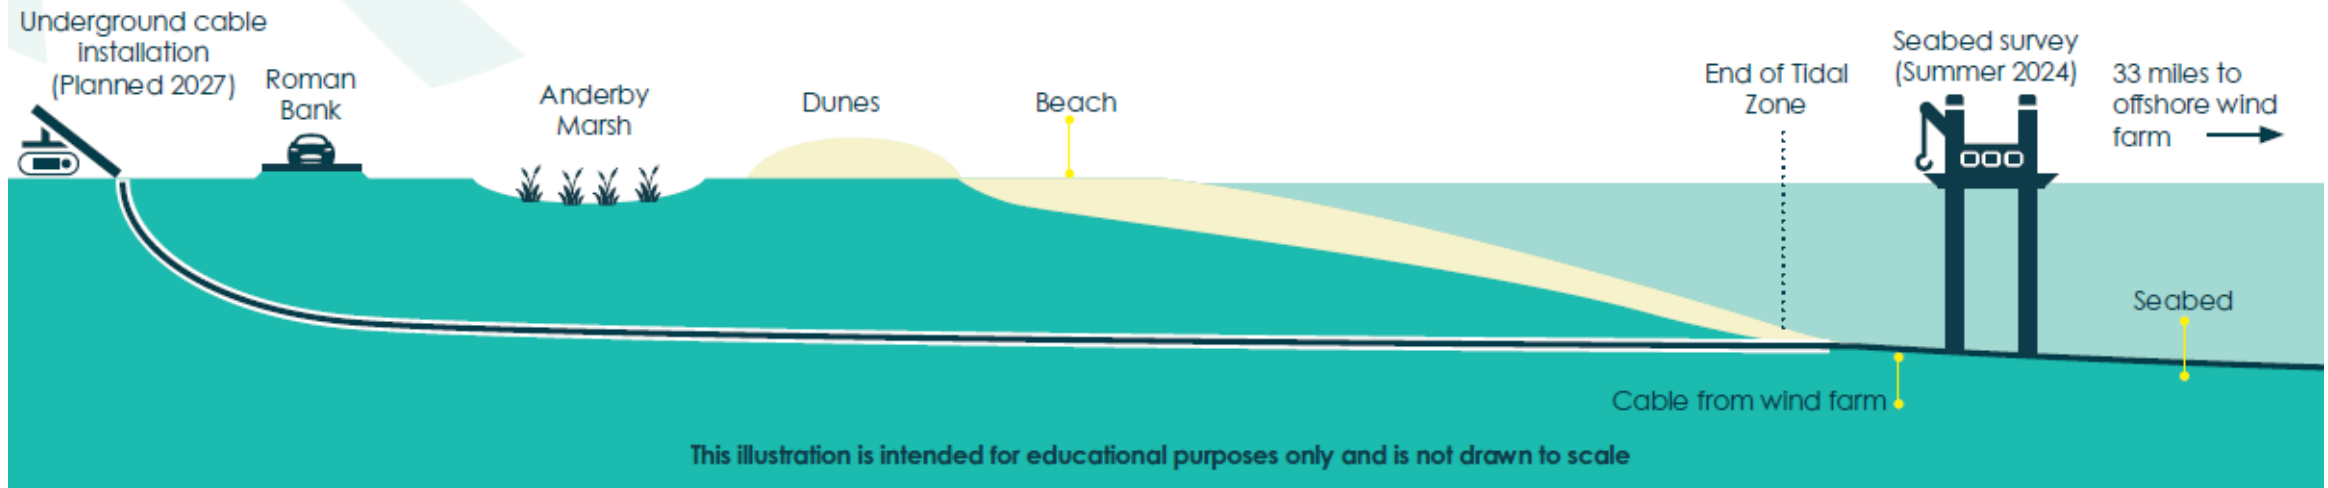 Underground cable
installation
(Planned 2027)
Roman
Bank
Anderby
Marsh
Dunes
Beach
End of Tidal
Zone
Seabed survey
(Summer 2024)
33 miles to
offshore wind
farm
Seabed
Cable from wind farm
This illustration is intended for educational purposes only and is not drawn to scale